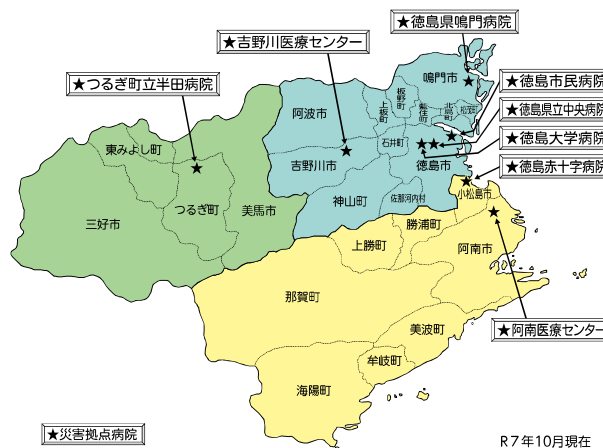 ★徳島県鳴門病院
★吉野川医療センター
★つるぎ町立半田病院
★徳島市民病院
★徳島県立中央病院
★徳島大学病院
★徳島赤十字病院
鳴門市
阿波市
上板町
板野町
藍住町
北島町
松茂町
東みよし町
吉野川市
石井町
徳島市
つるぎ町
美馬市
神山町
佐那河内村
小松島市
三好市
勝浦町
上勝町
阿南市
那賀町
美波町
★阿南医療センター
牟岐町
海陽町
★災害拠点病院
R7年10月現在